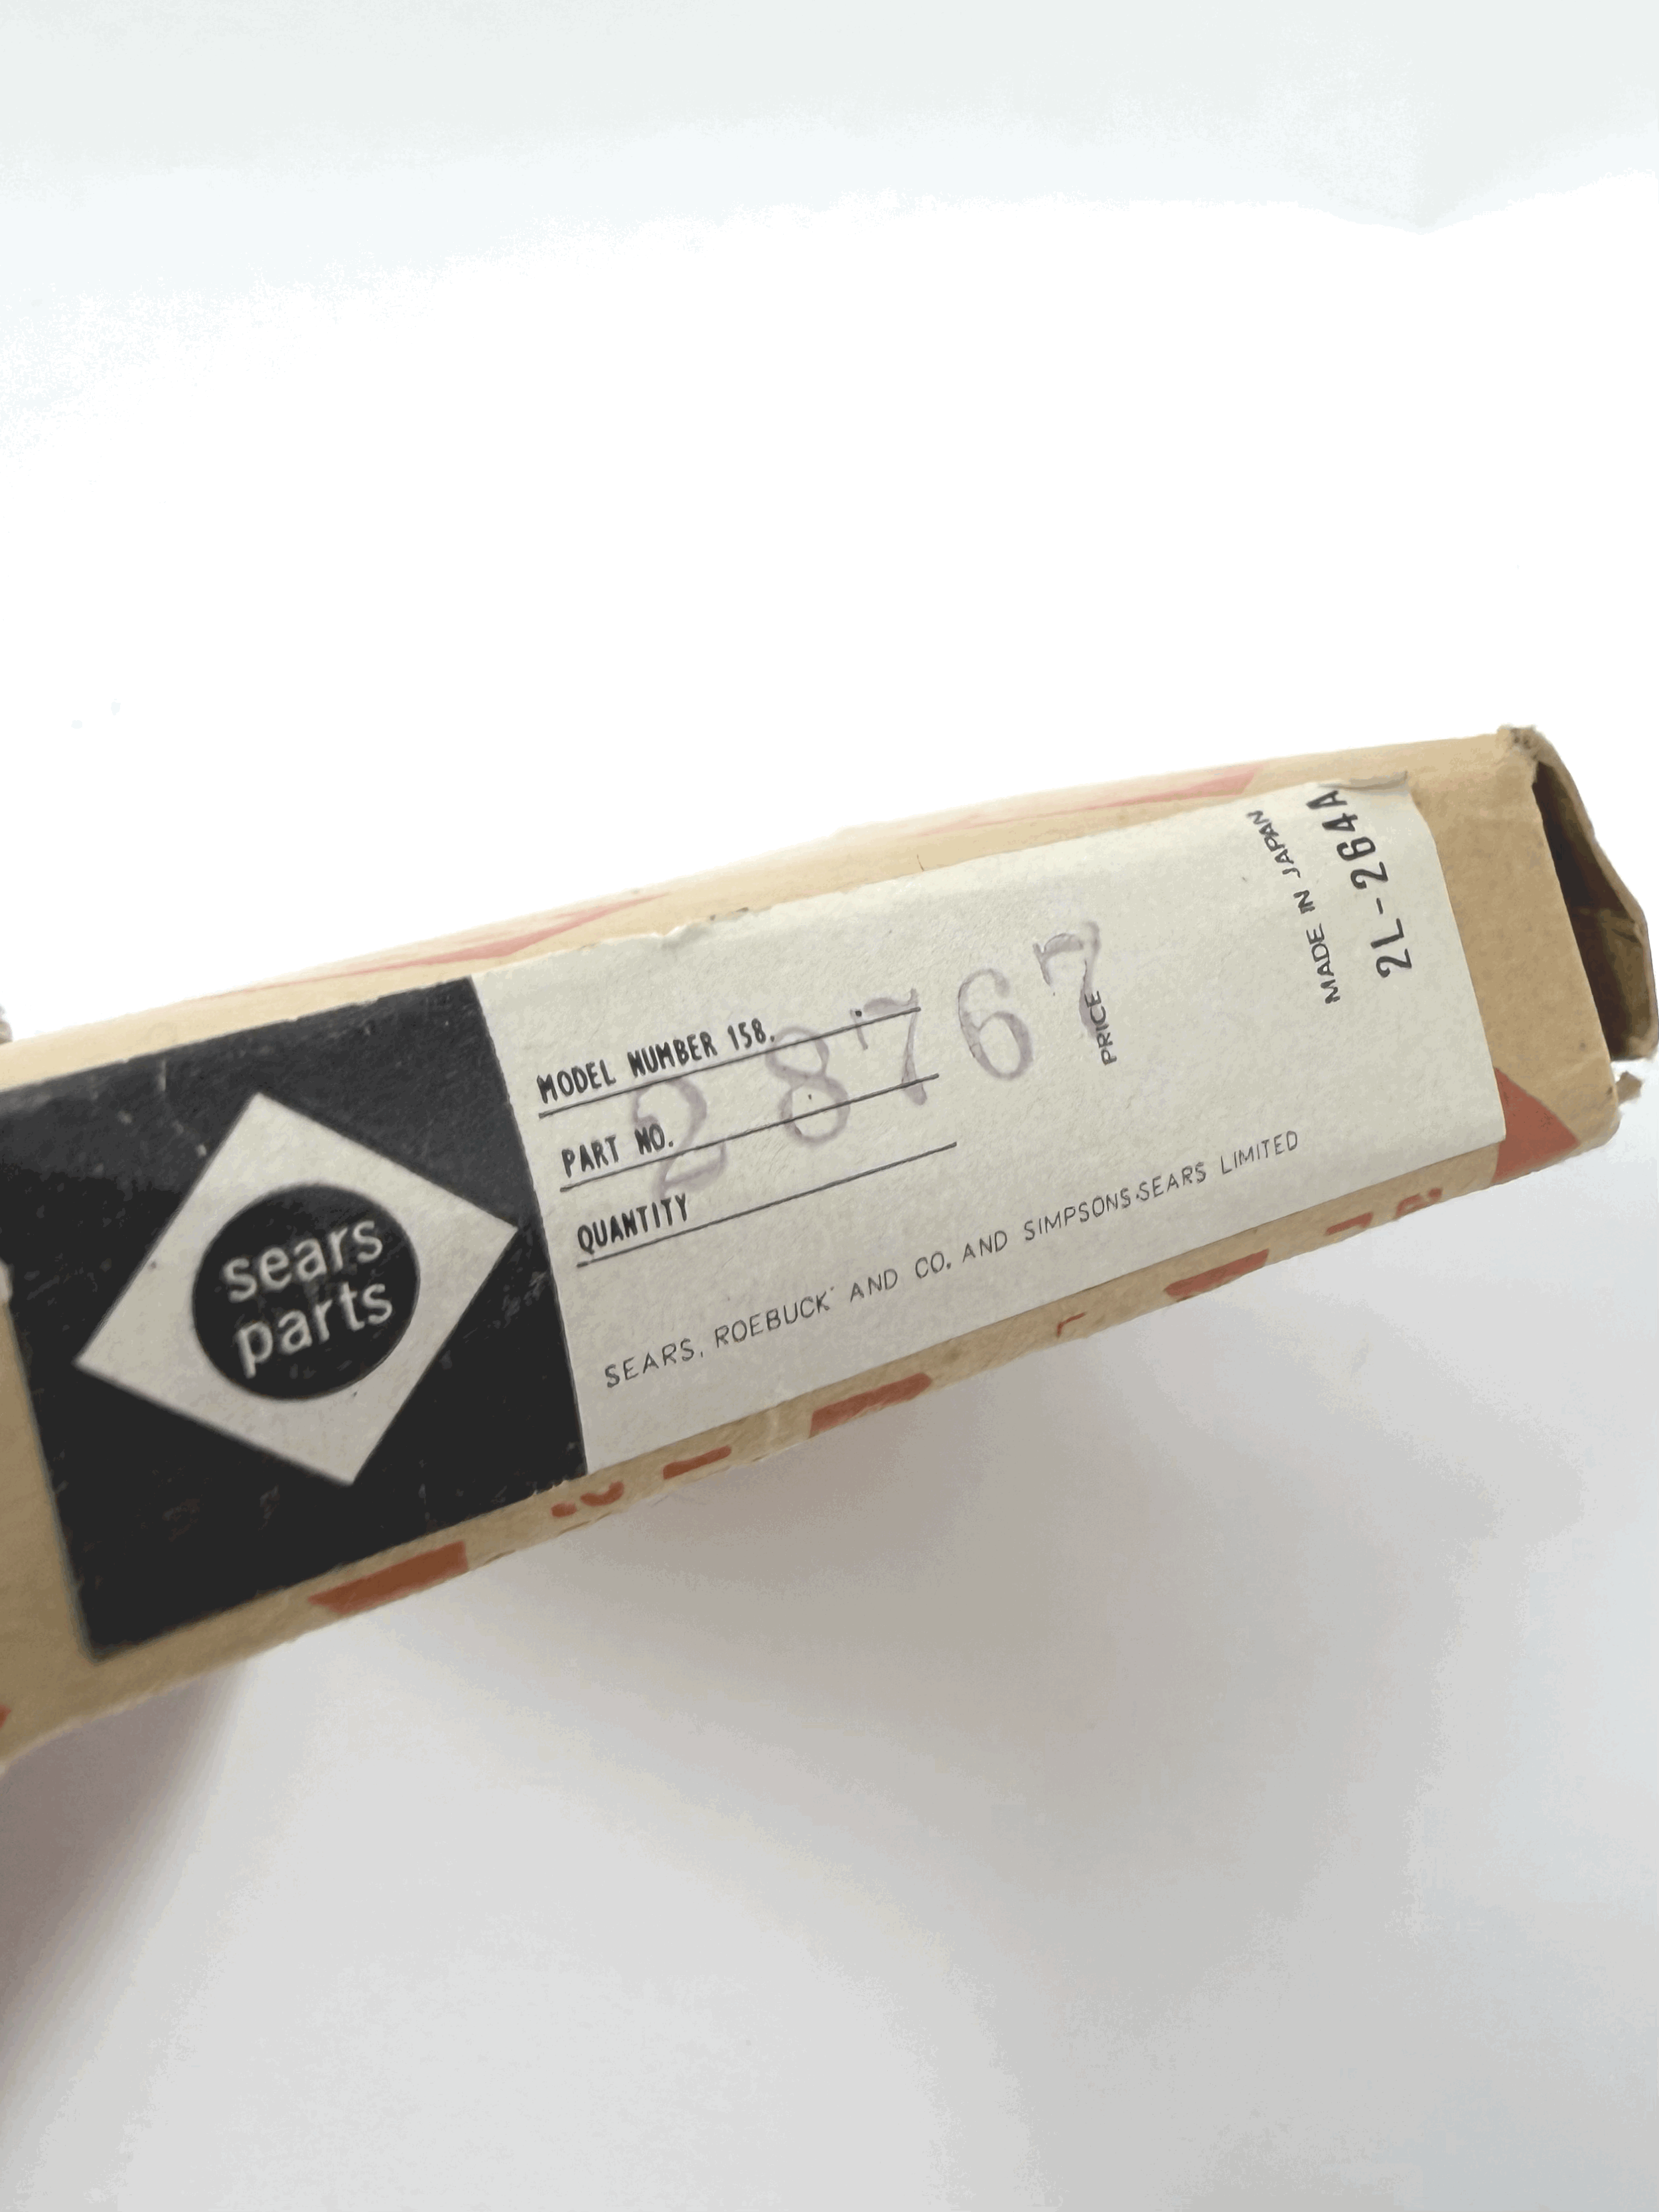 sears
parts
MODEL NUMBER 158.
PART NO.
QUANTITY
28767
PRICE
SEARS, ROEBUCK AND CO. AND SIMPSONS-SEARS LIMITED
MADE IN JAPAN
2L-264A